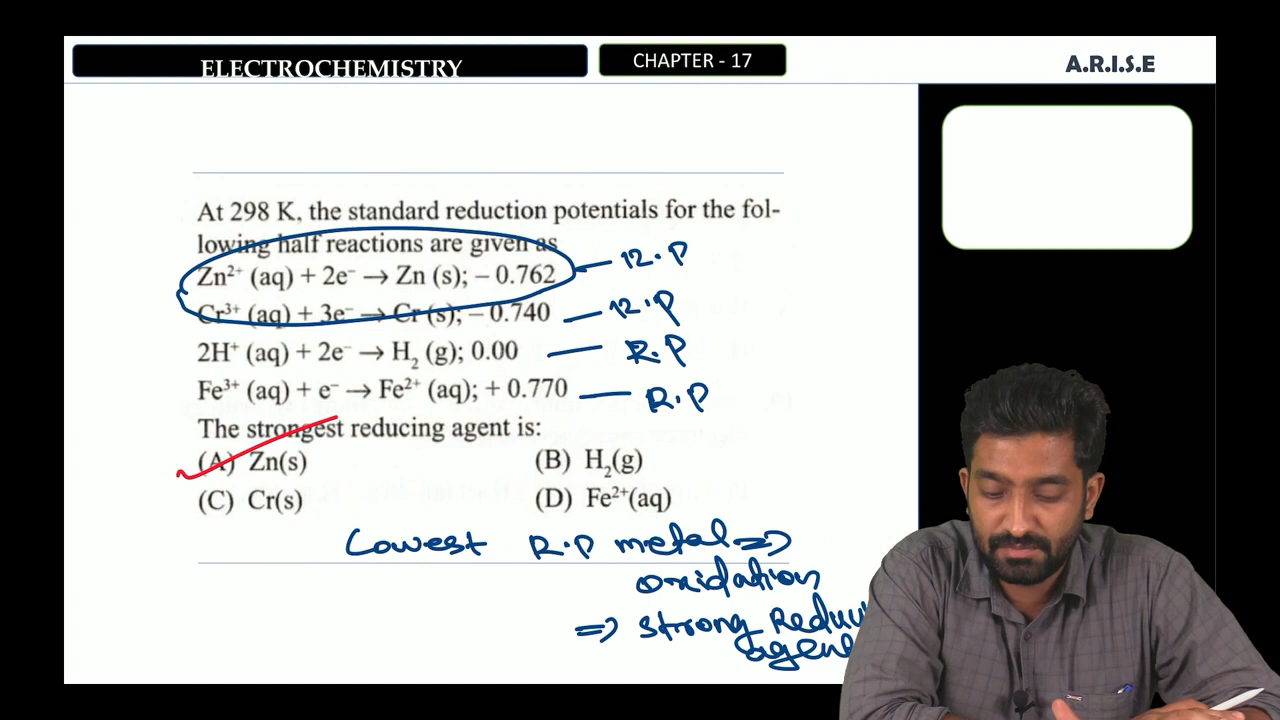 ELECTROCHEMISTRY
CHAPTER - 17
A.R.I.S.E
At 298 K, the standard reduction potentials for the fol-
lowing half reactions are given as
Zn²⁺ (aq) + 2e⁻ → Zn (s); – 0.762 R.P
Cr³⁺ (aq) + 3e⁻ → Cr (s); – 0.740 R.P
2H⁺ (aq) + 2e⁻ → H₂ (g); 0.00 R.P
Fe³⁺ (aq) + e⁻ → Fe²⁺ (aq); + 0.770 R.P
The strongest reducing agent is:
(A) Zn(s) (B) H₂(g)
(C) Cr(s) (D) Fe²⁺(aq)
Lowest R.P metal ⇒
oxidation
⇒ strong